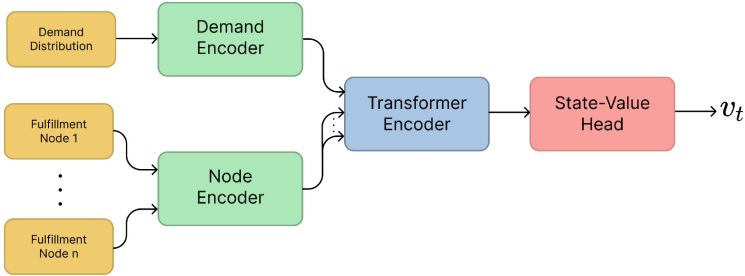 Demand
Distribution
Demand
Encoder
Fulfillment
Node 1
Fulfillment
Node n
Node
Encoder
Transformer
Encoder
State-Value
Head
v_t